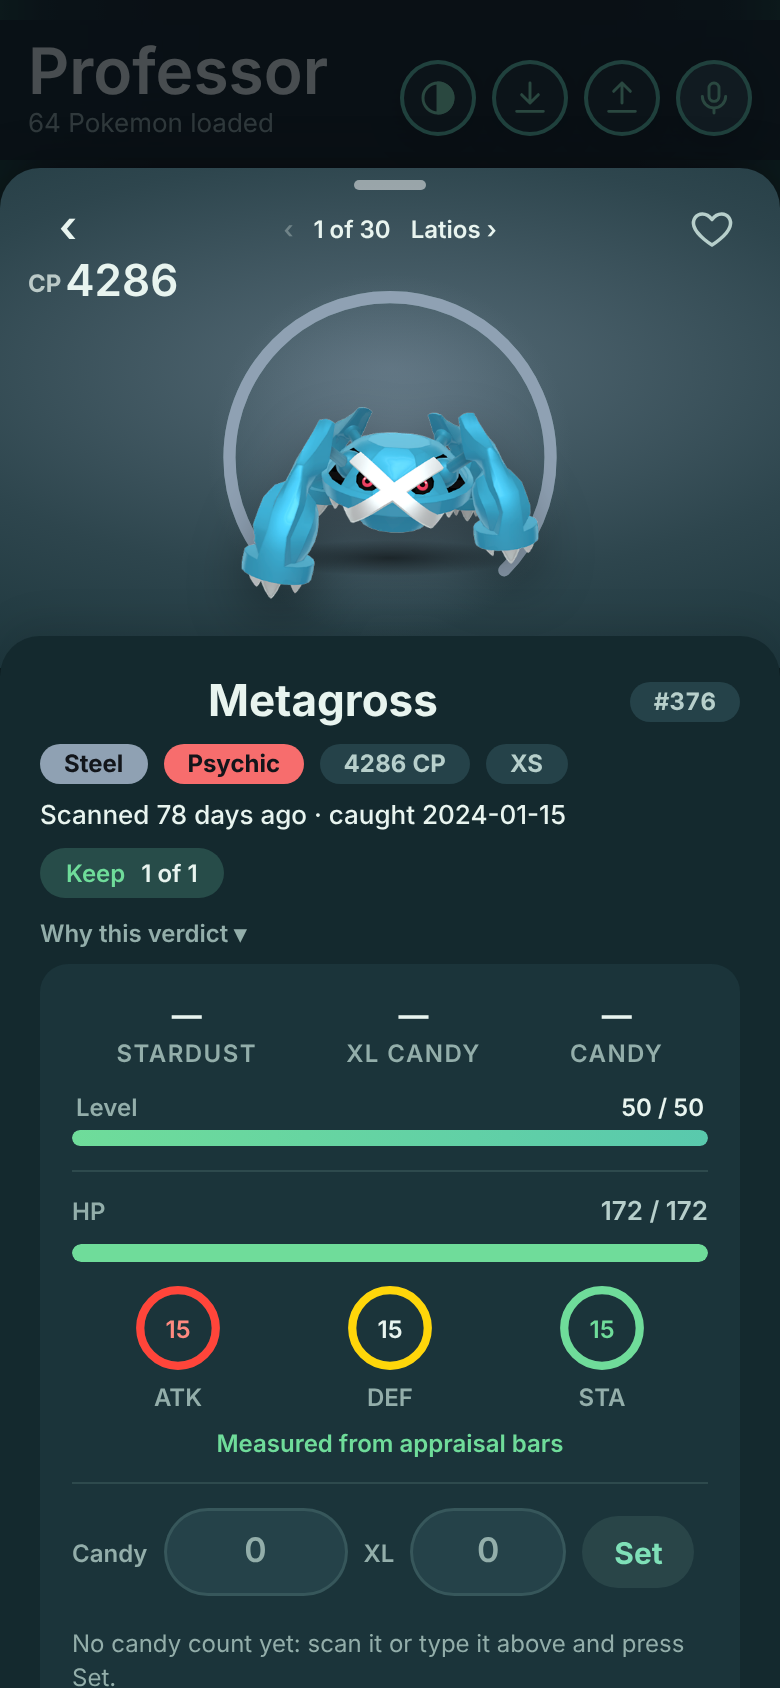 Professor
64 Pokemon loaded
‹ ‹ 1 of 30 Latios ›
CP 4286
Metagross #376
Steel Psychic 4286 CP XS
Scanned 78 days ago · caught 2024-01-15
Keep 1 of 1
Why this verdict ▾
— — —
STARDUST XL CANDY CANDY
Level 50 / 50
HP 172 / 172
15 15 15
ATK DEF STA
Measured from appraisal bars
Candy 0 XL 0 Set
No candy count yet: scan it or type it above and press
Set.